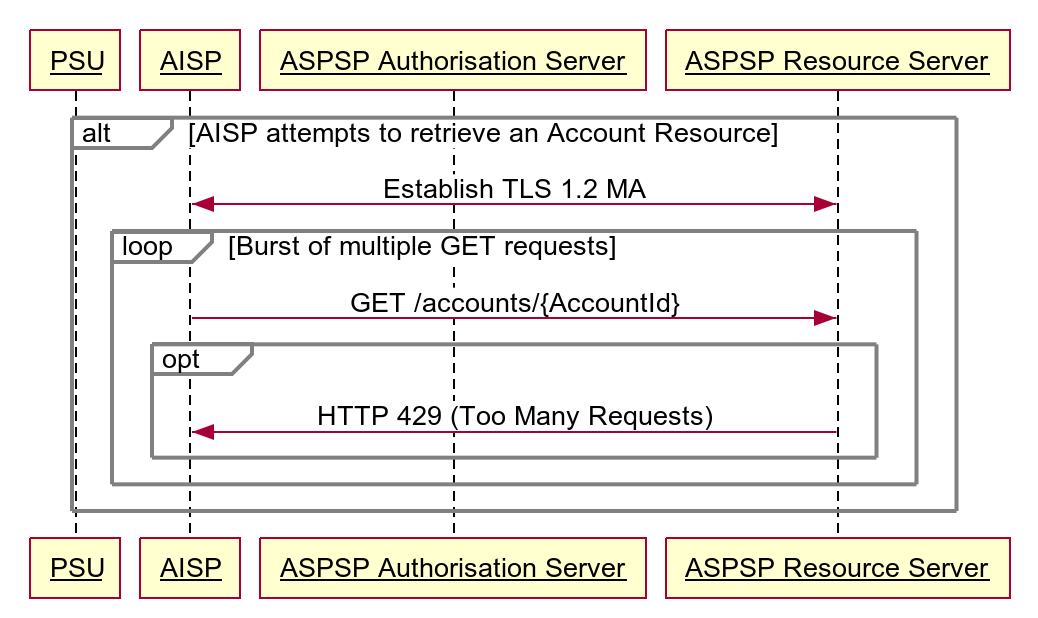 PSU AISP ASPSP Authorisation Server ASPSP Resource Server
alt [AISP attempts to retrieve an Account Resource]
Establish TLS 1.2 MA
loop [Burst of multiple GET requests]
GET /accounts/{AccountId}
opt
HTTP 429 (Too Many Requests)
PSU AISP ASPSP Authorisation Server ASPSP Resource Server